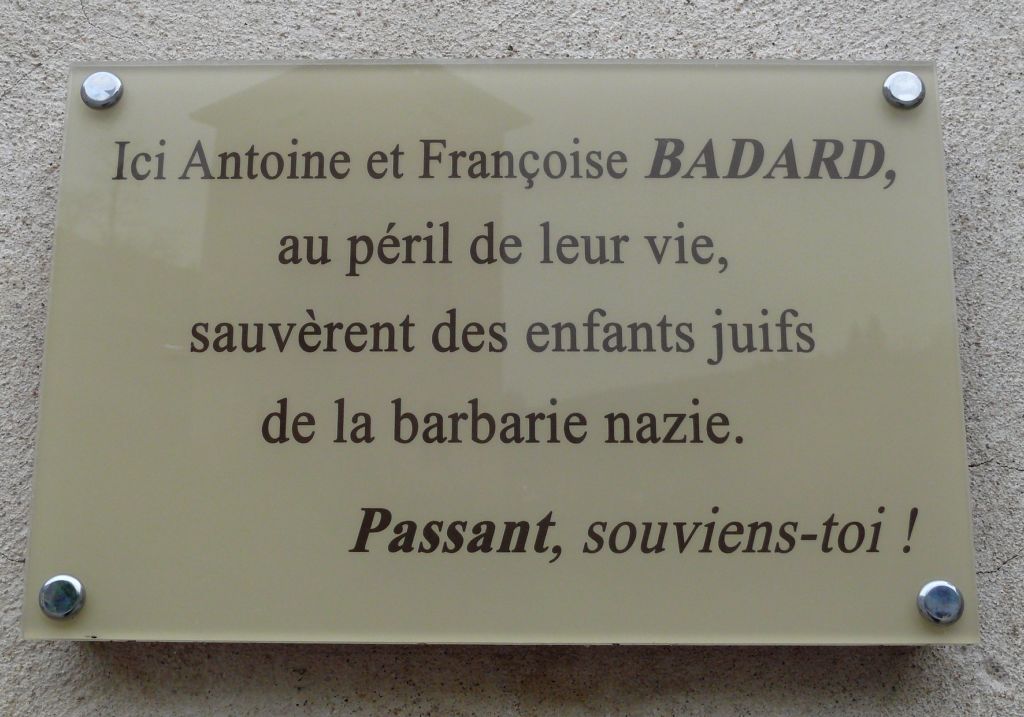 Ici Antoine et Françoise BADARD,
au péril de leur vie,
sauvèrent des enfants juifs
de la barbarie nazie.
Passant, souviens-toi !